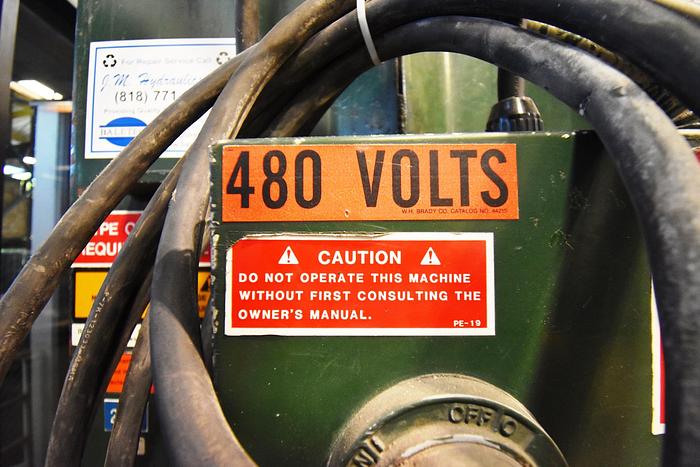 For Repair Service Call
J.M. Hydraulic
(818) 771
480 VOLTS
W.H. BRADY CO. CATALOG NO. 44215
CAUTION
DO NOT OPERATE THIS MACHINE
WITHOUT FIRST CONSULTING THE
OWNER'S MANUAL.
PE-19
OFF O